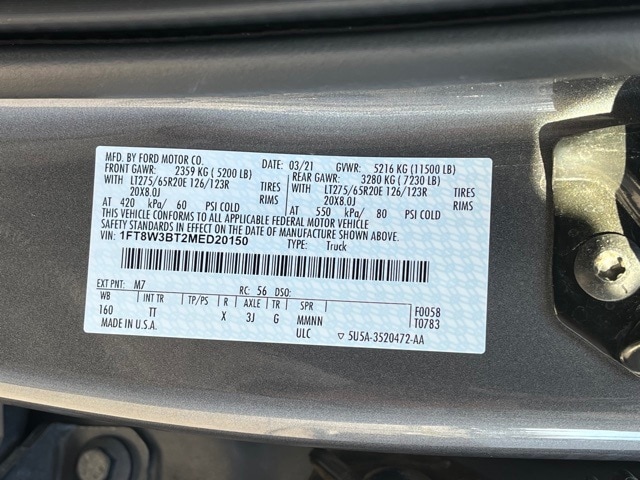 MFD. BY FORD MOTOR CO.
DATE: 03/21 GVWR: 5216 KG (11500 LB)
FRONT GAWR: 2359 KG (5200 LB) REAR GAWR: 3280 KG (7230 LB)
WITH LT275/65R20E 126/123R TIRES WITH LT275/65R20E 126/123R TIRES
20X8.0J RIMS 20X8.0J RIMS
AT 420 kPa/ 60 PSI COLD AT 550 kPa/ 80 PSI COLD
THIS VEHICLE CONFORMS TO ALL APPLICABLE FEDERAL MOTOR VEHICLE
SAFETY STANDARDS IN EFFECT ON THE DATE OF MANUFACTURE SHOWN ABOVE.
VIN: 1FT8W3BT2MED20150 TYPE: Truck
EXT PNT: M7 RC: 56 DSO:
WB INT TR TP/PS R AXLE TR SPR
160 TT X 3J G MMNN
ULC
F0058
T0783
MADE IN U.S.A. ▽ 5U5A-3520472-AA